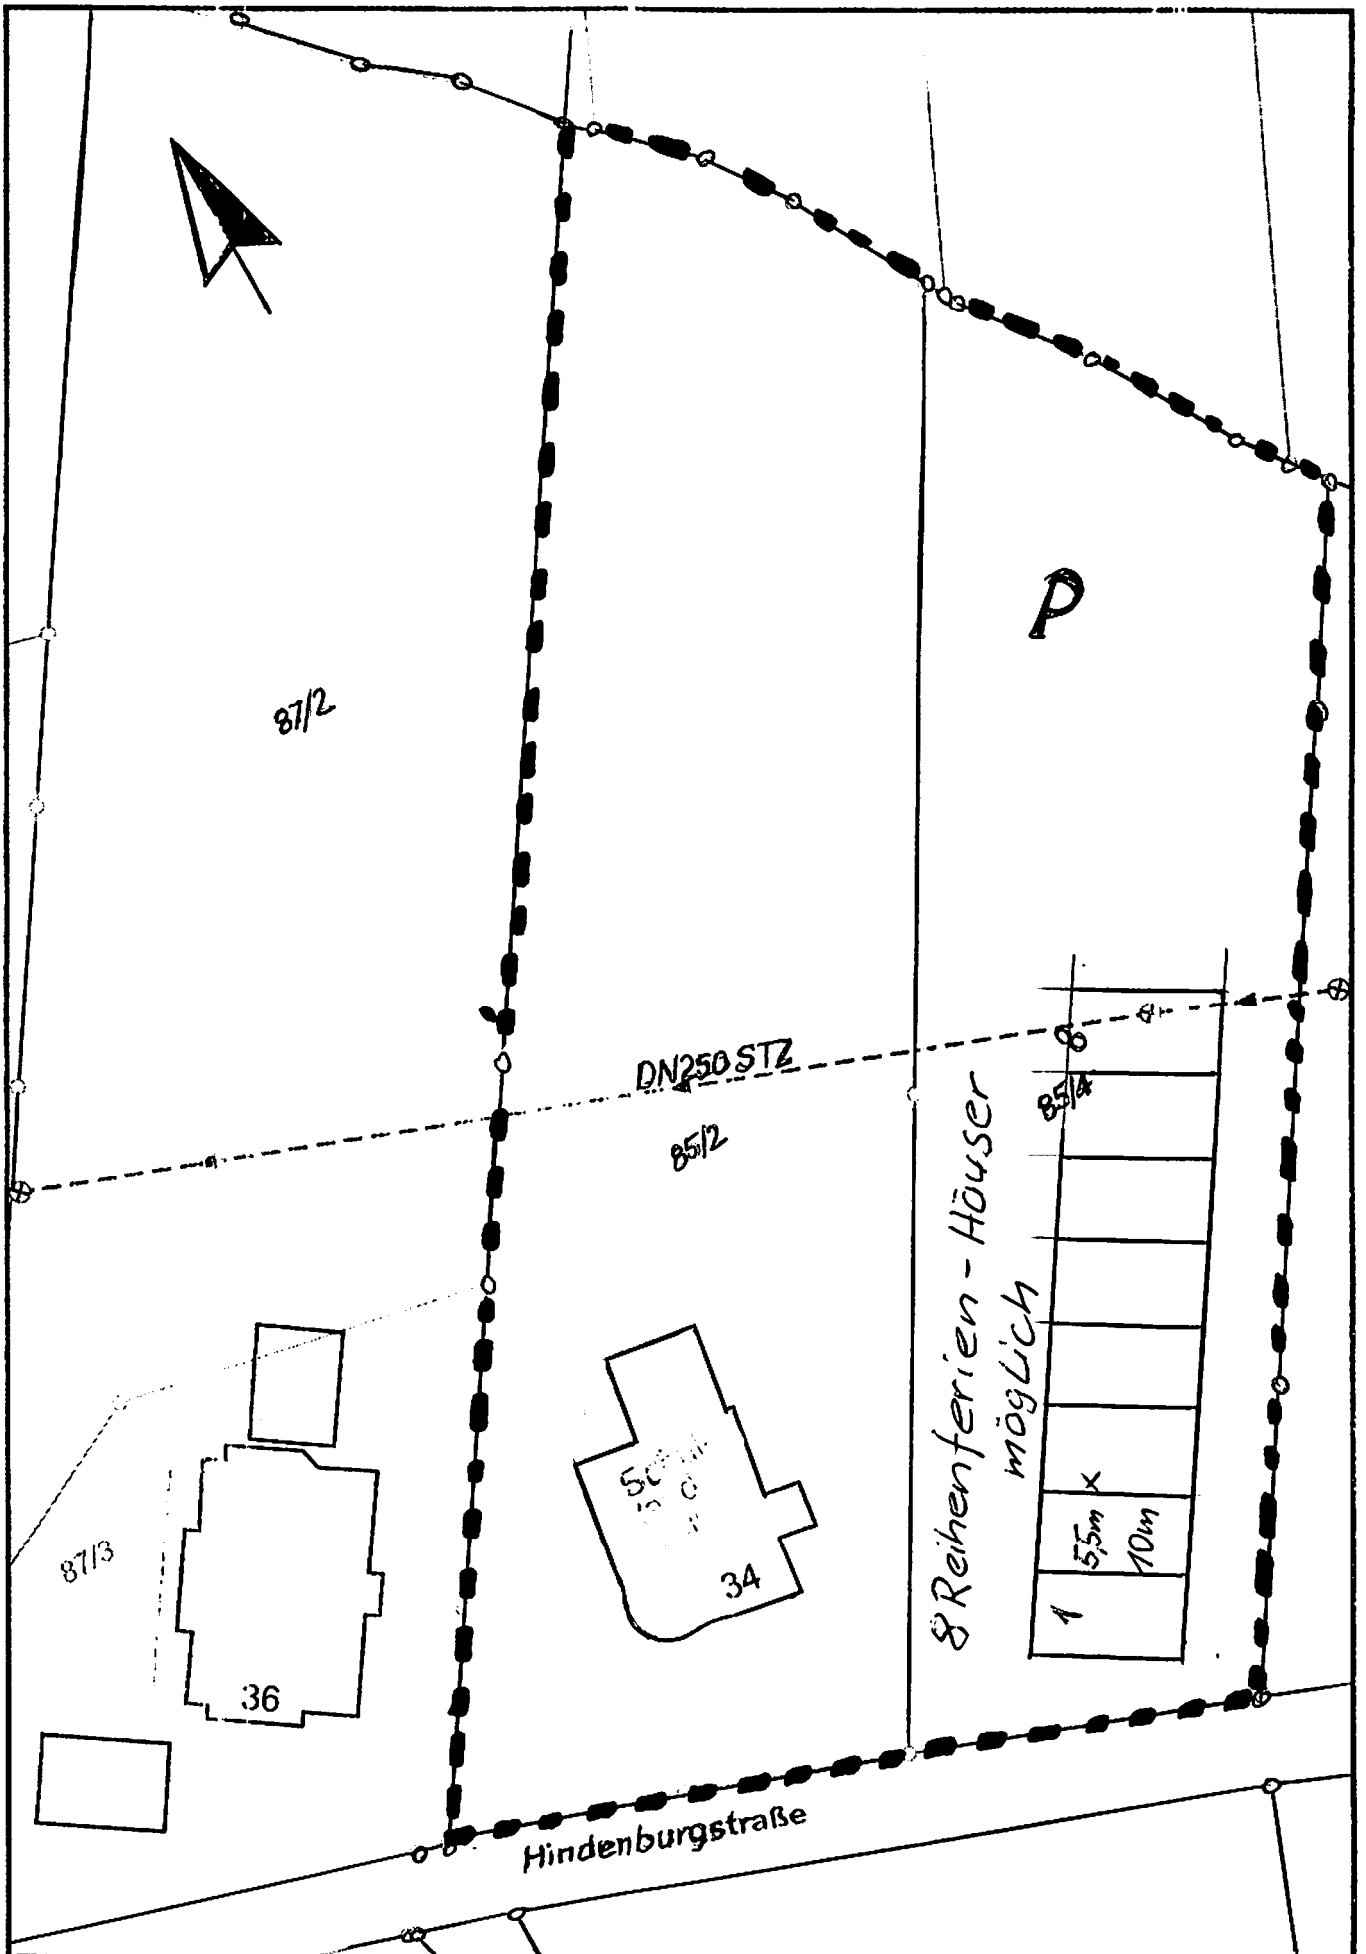 P
87/2
DN250 STZ
85/2
8
85/4
8 Reihenferien-Häuser
möglich
5,5m x
10m
1
34
87/3
36
Hindenburgstraße